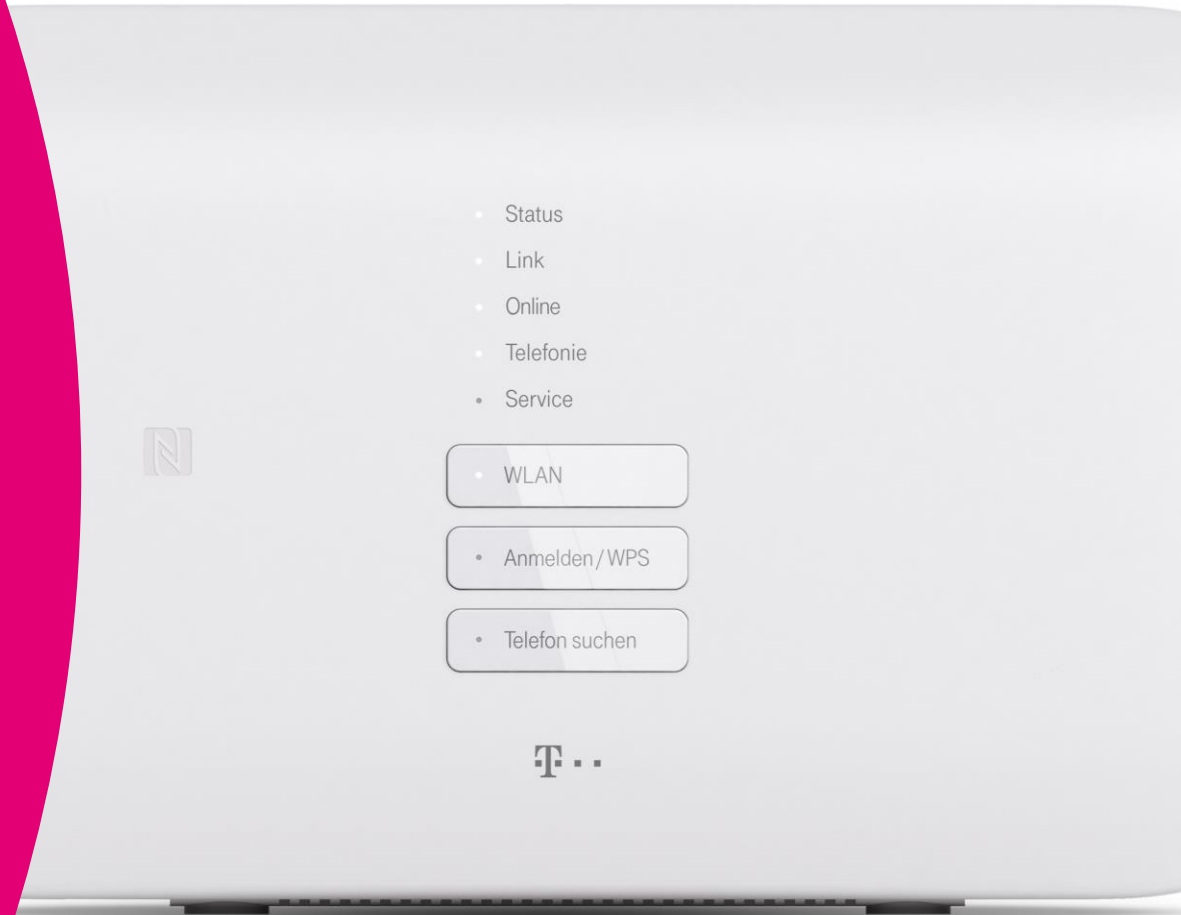 Status
Link
Online
Telefonie
Service
WLAN
Anmelden/WPS
Telefon suchen
T